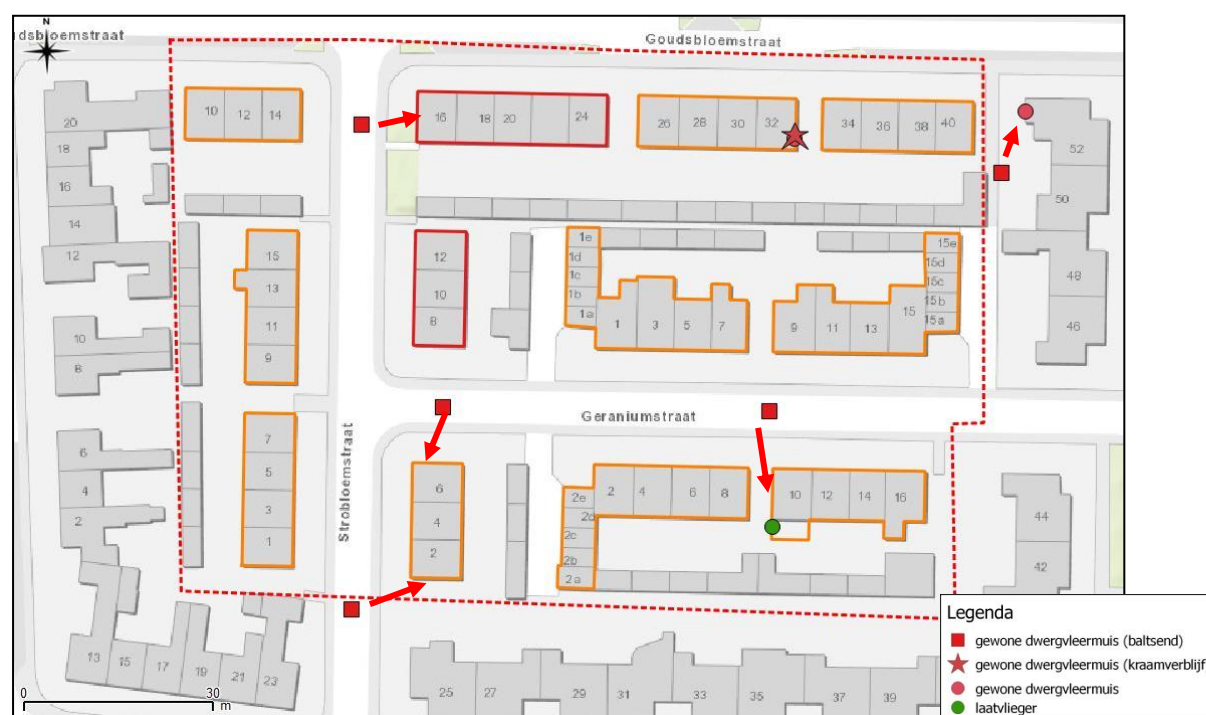 N
dsbloemstraat
Goudsbloemstraat
10 12 14
16 18 20 24
26 28 30 32
34 36 38 40
20
18
16
14
12
10
8
6
4
2
52
50
48
46
15
13
11
9
12
10
8
1e
1d
1c
1b
1a
1 3 5 7
9 11 13 15
15e
15d
15c
15b
15a
Geraniumstraat
Strobloemstraat
7
5
3
1
6
4
2
2e
2d
2c
2b
2a
2 4 6 8
10 12 14 16
44
42
13 15 17 19 21 23
25 27 29 31 33 35 37 39
0 30
m
Legenda
gewone dwergvleermuis (baltsend)
gewone dwergvleermuis (kraamverblijf
gewone dwergvleermuis
laatvlieger